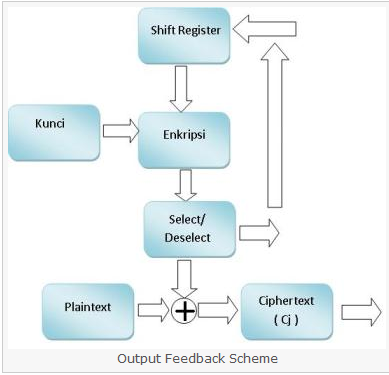 Shift Register
Kunci
Enkripsi
Select/
Deselect
Plaintext
+
Ciphertext
( Cj )
Output Feedback Scheme